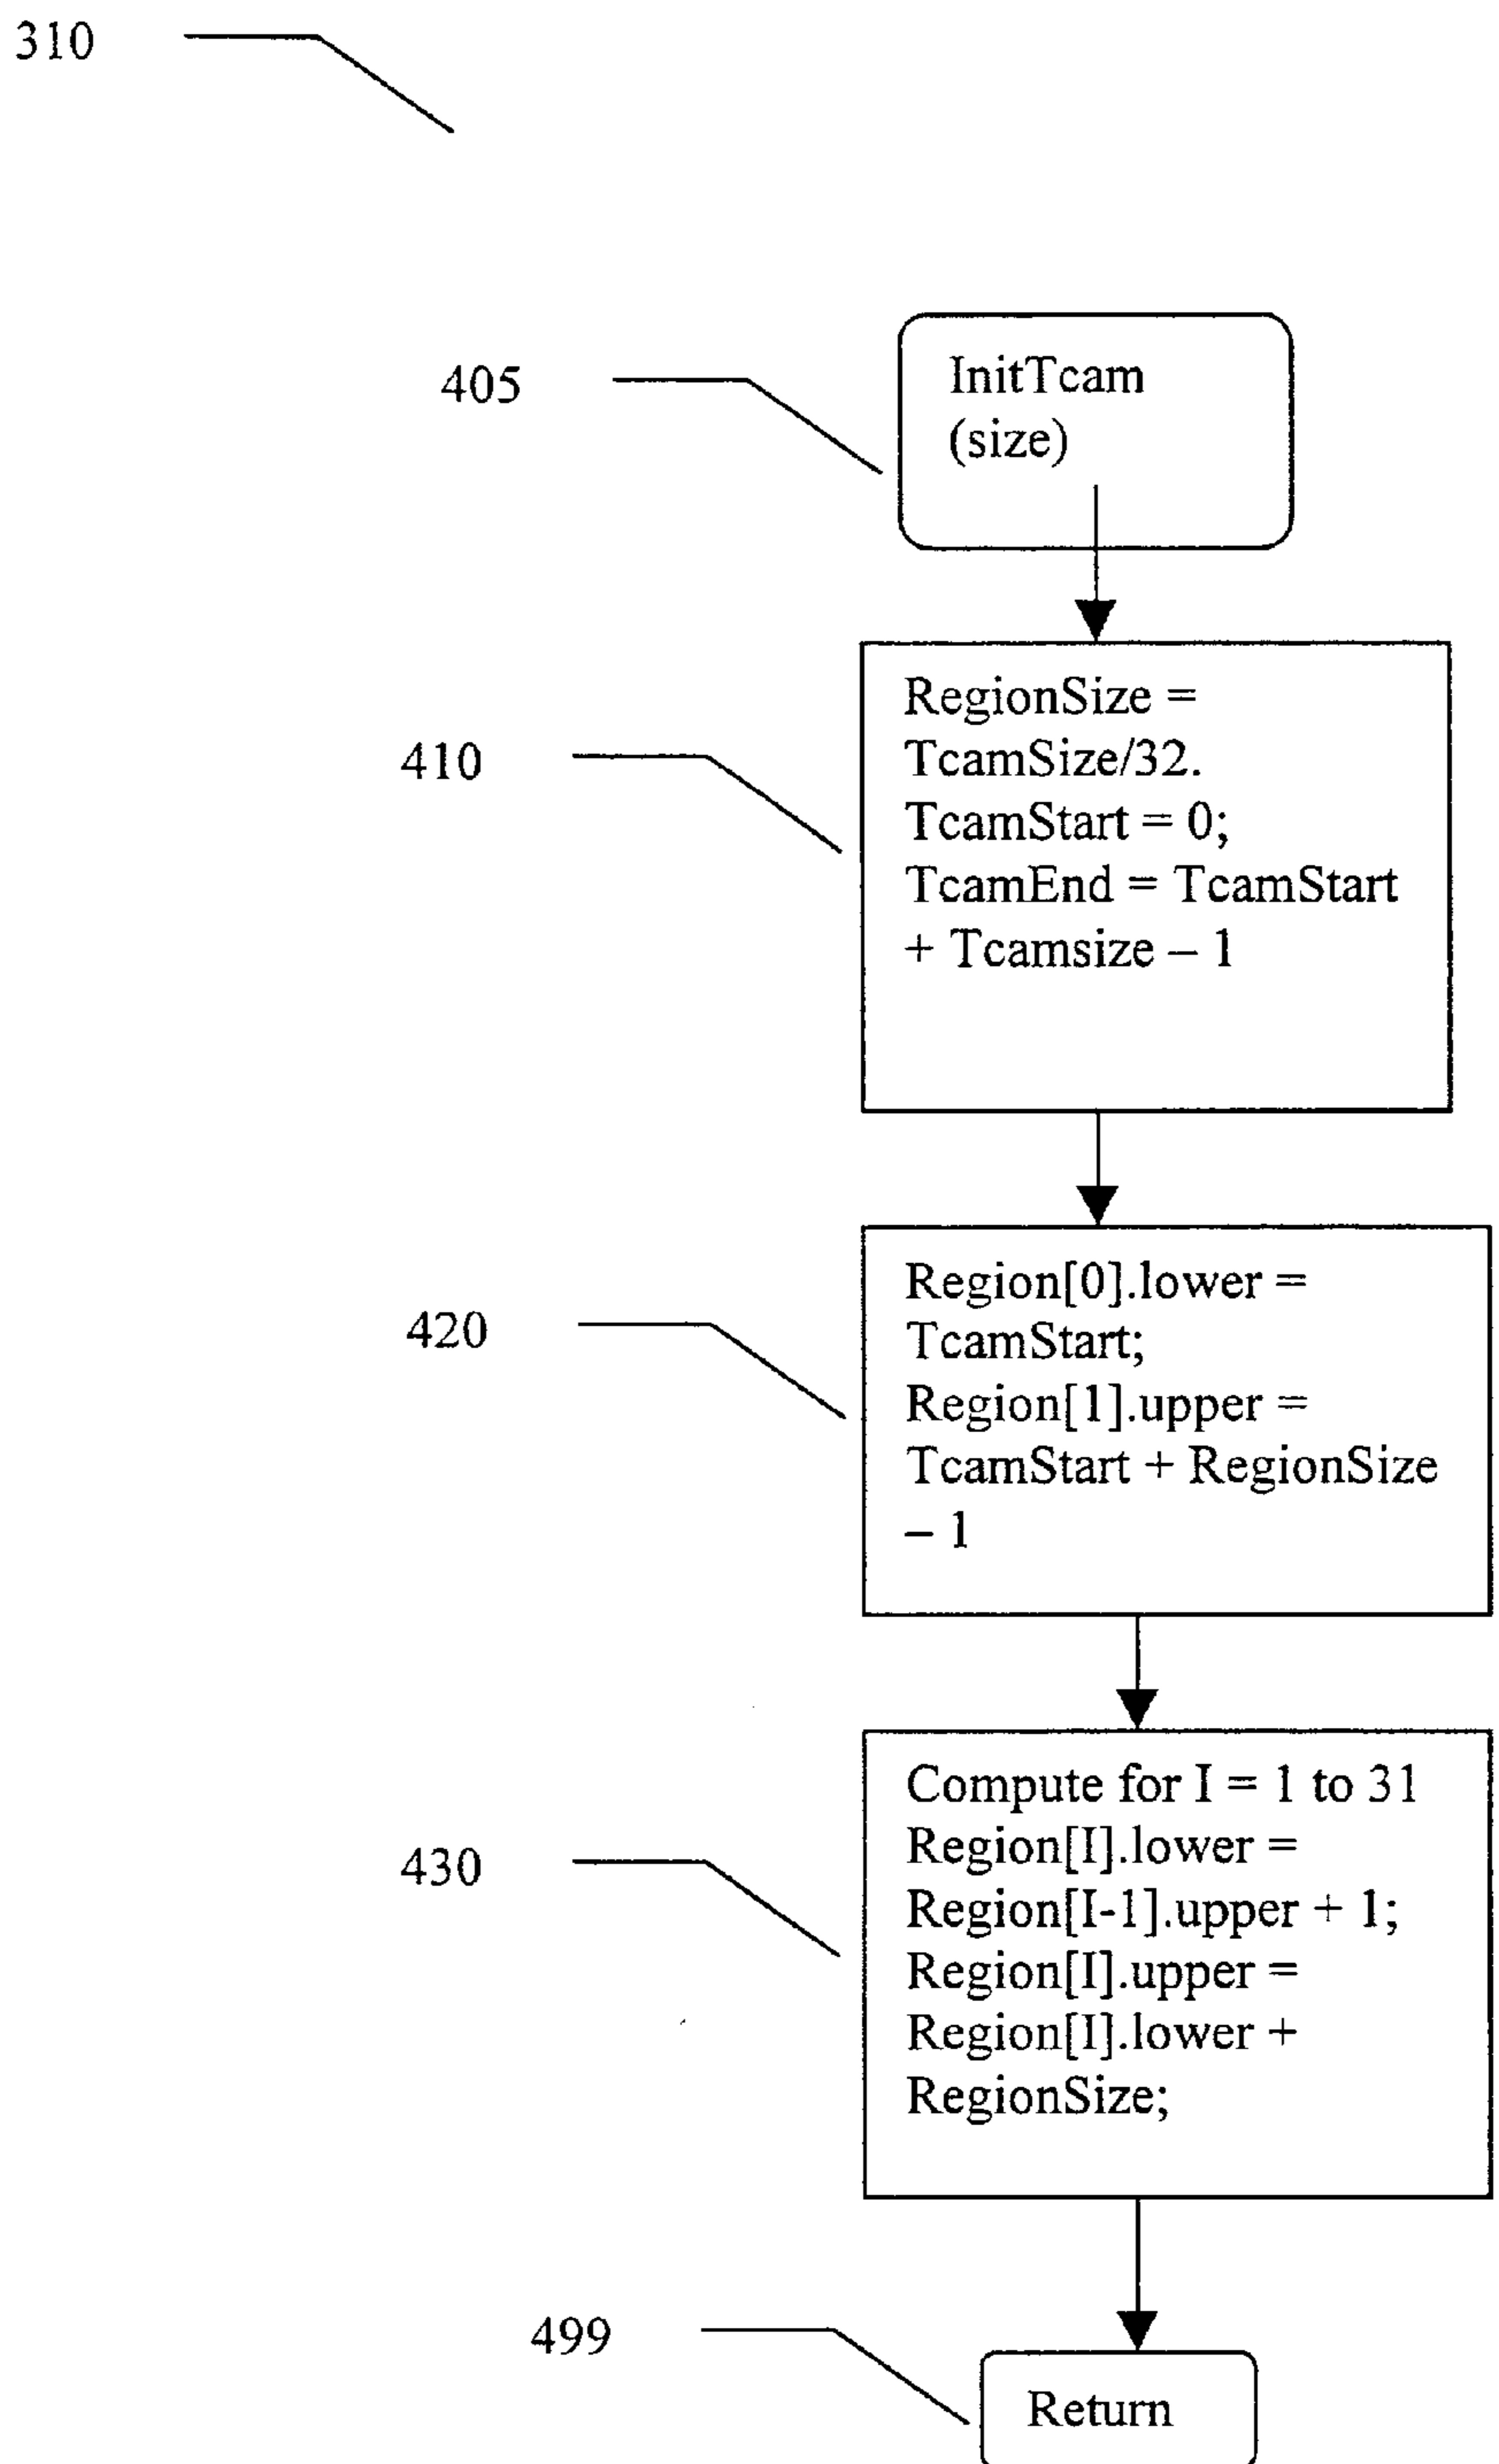 310
405
InitTcam
(size)
410
RegionSize =
TcamSize/32.
TcamStart = 0;
TcamEnd = TcamStart
+ Tcamsize – 1
420
Region[0].lower =
TcamStart;
Region[1].upper =
TcamStart + RegionSize
– 1
430
Compute for I = 1 to 31
Region[I].lower =
Region[I-1].upper + 1;
Region[I].upper =
Region[I].lower +
RegionSize;
499
Return